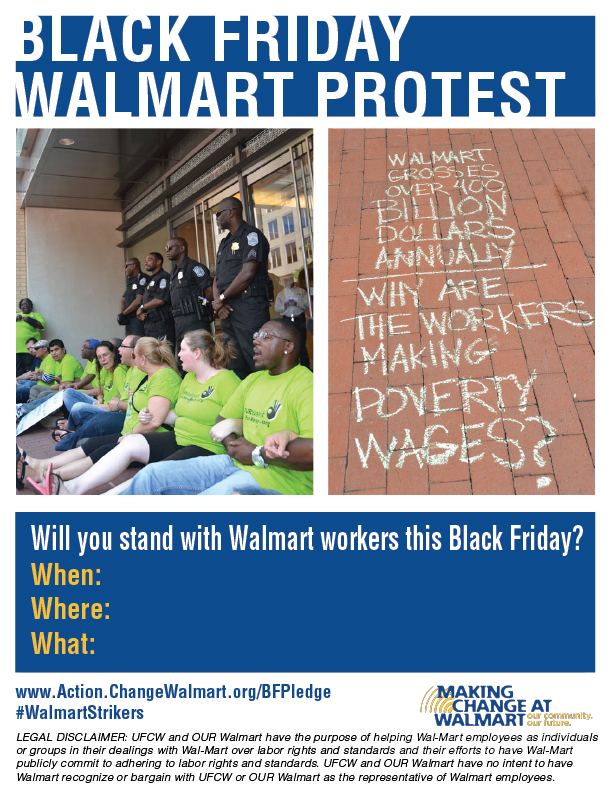 BLACK FRIDAY
WALMART PROTEST
WALMART
GROSSES
OVER 400
BILLION
DOLLARS
ANNUALLY
WHY ARE
THE WORKERS
MAKING
POVERTY
WAGES?
Will you stand with Walmart workers this Black Friday?
When:
Where:
What:
www.Action.ChangeWalmart.org/BFPledge
#WalmartStrikers
MAKING
CHANGE AT
WALMART
our community.
our future.
LEGAL DISCLAIMER: UFCW and OUR Walmart have the purpose of helping Wal-Mart employees as individuals
or groups in their dealings with Wal-Mart over labor rights and standards and their efforts to have Wal-Mart
publicly commit to adhering to labor rights and standards. UFCW and OUR Walmart have no intent to have
Walmart recognize or bargain with UFCW or OUR Walmart as the representative of Walmart employees.